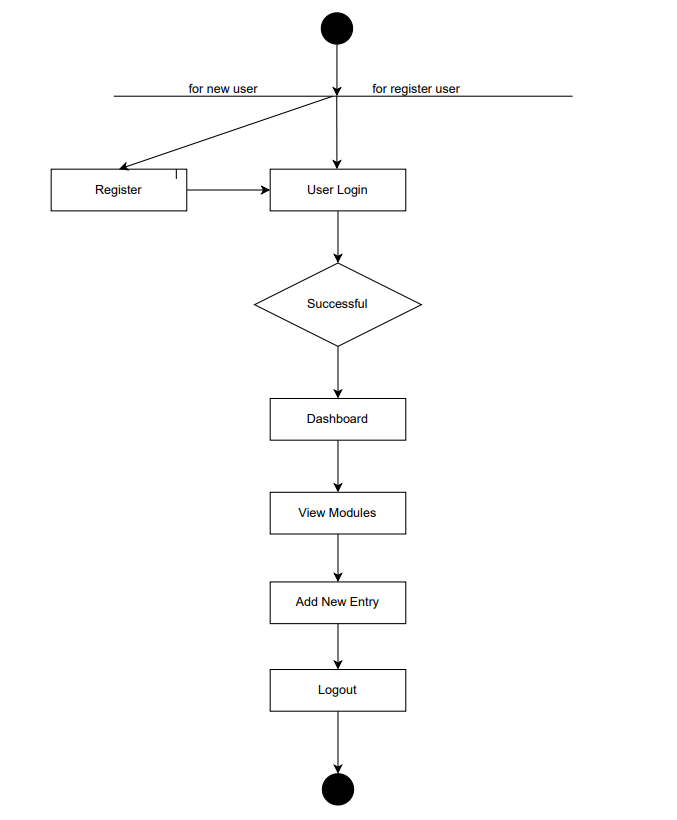 for new user
for register user
Register
User Login
Successful
Dashboard
View Modules
Add New Entry
Logout